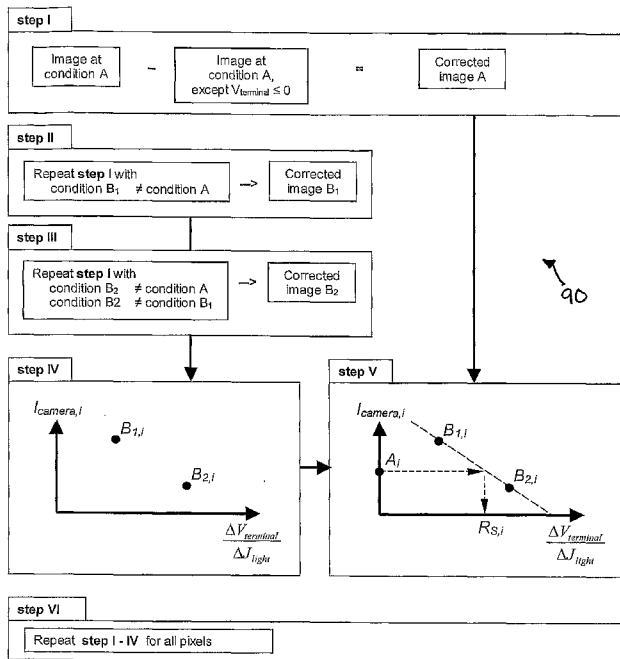 step I
Image at
condition A
–
Image at
condition A,
except V_terminal ≤ 0
=
Corrected
image A
step II
Repeat step I with
condition B₁ ≠ condition A
–>
Corrected
image B₁
step III
Repeat step I with
condition B₂ ≠ condition A
condition B2 ≠ condition B₁
–>
Corrected
image B₂
90
step IV
I_camera,i
B₁,i
B₂,i
ΔV_terminal
ΔJ_light
step V
I_camera,i
B₁,i
A_i
B₂,i
R_S,i
ΔV_terminal
ΔJ_light
step VI
Repeat step I - IV for all pixels